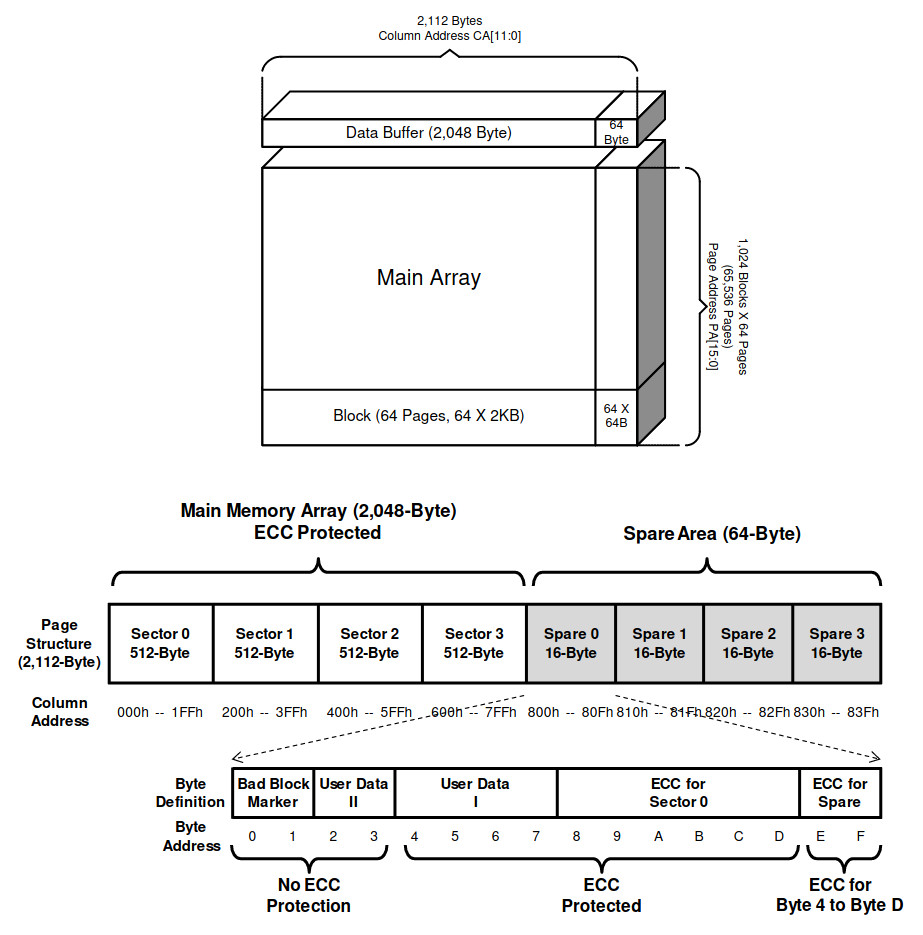 2,112 Bytes
Column Address CA[11:0]
Data Buffer (2,048 Byte)
64
Byte
Main Array
1,024 Blocks X 64 Pages
(65,536 Pages)
Page Address PA[15:0]
Block (64 Pages, 64 X 2KB)
64 X
64B
Main Memory Array (2,048-Byte)
ECC Protected
Spare Area (64-Byte)
Page
Structure
(2,112-Byte)
Sector 0
512-Byte
Sector 1
512-Byte
Sector 2
512-Byte
Sector 3
512-Byte
Spare 0
16-Byte
Spare 1
16-Byte
Spare 2
16-Byte
Spare 3
16-Byte
Column
Address
000h -- 1FFh
200h -- 3FFh
400h -- 5FFh
600h -- 7FFh
800h -- 80Fh
810h -- 81Fh
820h -- 82Fh
830h -- 83Fh
Byte
Definition
Bad Block
Marker
User Data
II
User Data
I
ECC for
Sector 0
ECC for
Spare
Byte
Address
0 1 2 3 4 5 6 7 8 9 A B C D E F
No ECC
Protection
ECC
Protected
ECC for
Byte 4 to Byte D